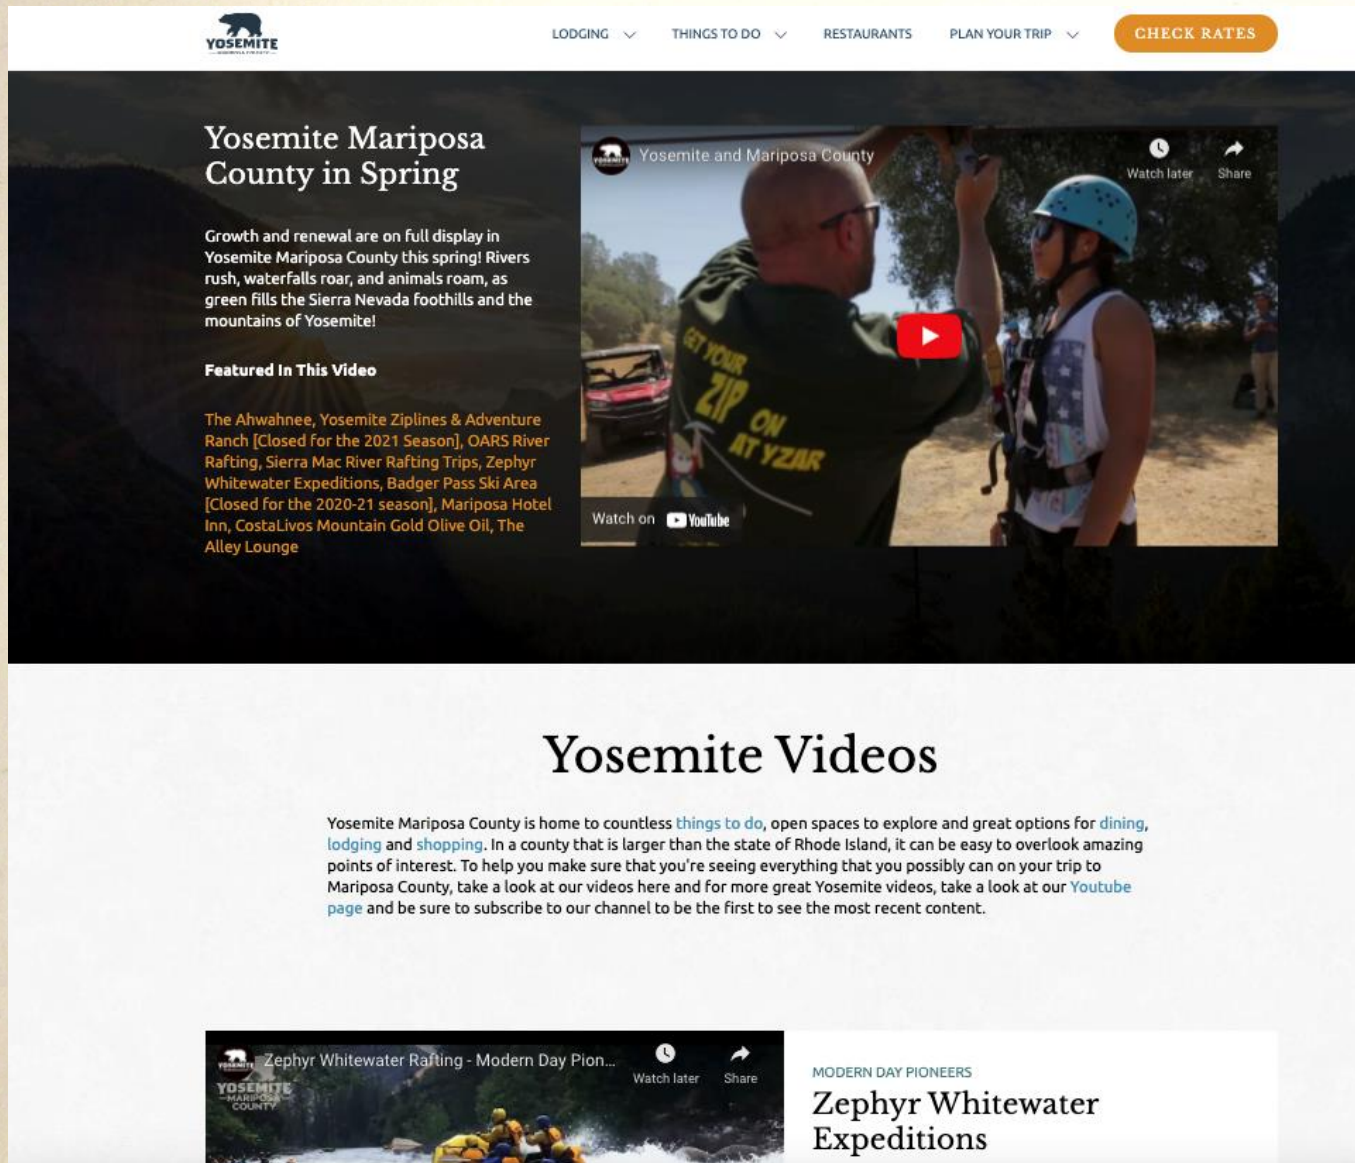 YOSEMITE
LODGING
THINGS TO DO
RESTAURANTS
PLAN YOUR TRIP
CHECK RATES
Yosemite Mariposa
County in Spring
Growth and renewal are on full display in
Yosemite Mariposa County this spring! Rivers
rush, waterfalls roar, and animals roam, as
green fills the Sierra Nevada foothills and the
mountains of Yosemite!
Featured In This Video
The Ahwahnee, Yosemite Ziplines & Adventure
Ranch [Closed for the 2021 Season], OARS River
Rafting, Sierra Mac River Rafting Trips, Zephyr
Whitewater Expeditions, Badger Pass Ski Area
[Closed for the 2020-21 season], Mariposa Hotel
Inn, CostaLivos Mountain Gold Olive Oil, The
Alley Lounge
YOSEMITE
Yosemite and Mariposa County
Watch later
Share
GET YOUR
ZIP
ON
AT YZAR
Watch on YouTube
Yosemite Videos
Yosemite Mariposa County is home to countless things to do, open spaces to explore and great options for dining,
lodging and shopping. In a county that is larger than the state of Rhode Island, it can be easy to overlook amazing
points of interest. To help you make sure that you're seeing everything that you possibly can on your trip to
Mariposa County, take a look at our videos here and for more great Yosemite videos, take a look at our Youtube
page and be sure to subscribe to our channel to be the first to see the most recent content.
Zephyr Whitewater Rafting - Modern Day Pion...
Watch later
Share
YOSEMITE
MARIPOSA
COUNTY
MODERN DAY PIONEERS
Zephyr Whitewater
Expeditions